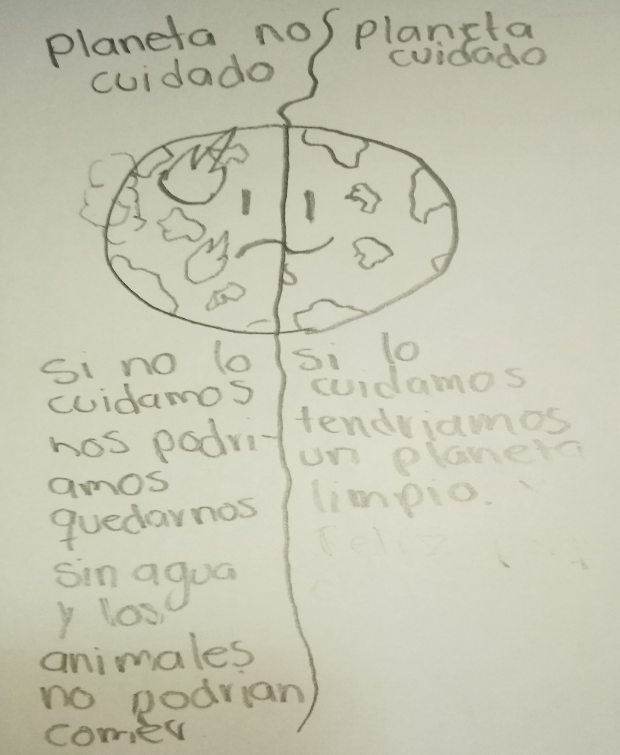 planeta no
cuidado
planeta
cuidado
si no lo
cuidamos
nos podri-
amos
quedarnos
sin agua
y los
animales
no podrian
comer
si lo
cuidamos
tendriamos
un planeta
limpio. y
Feliz